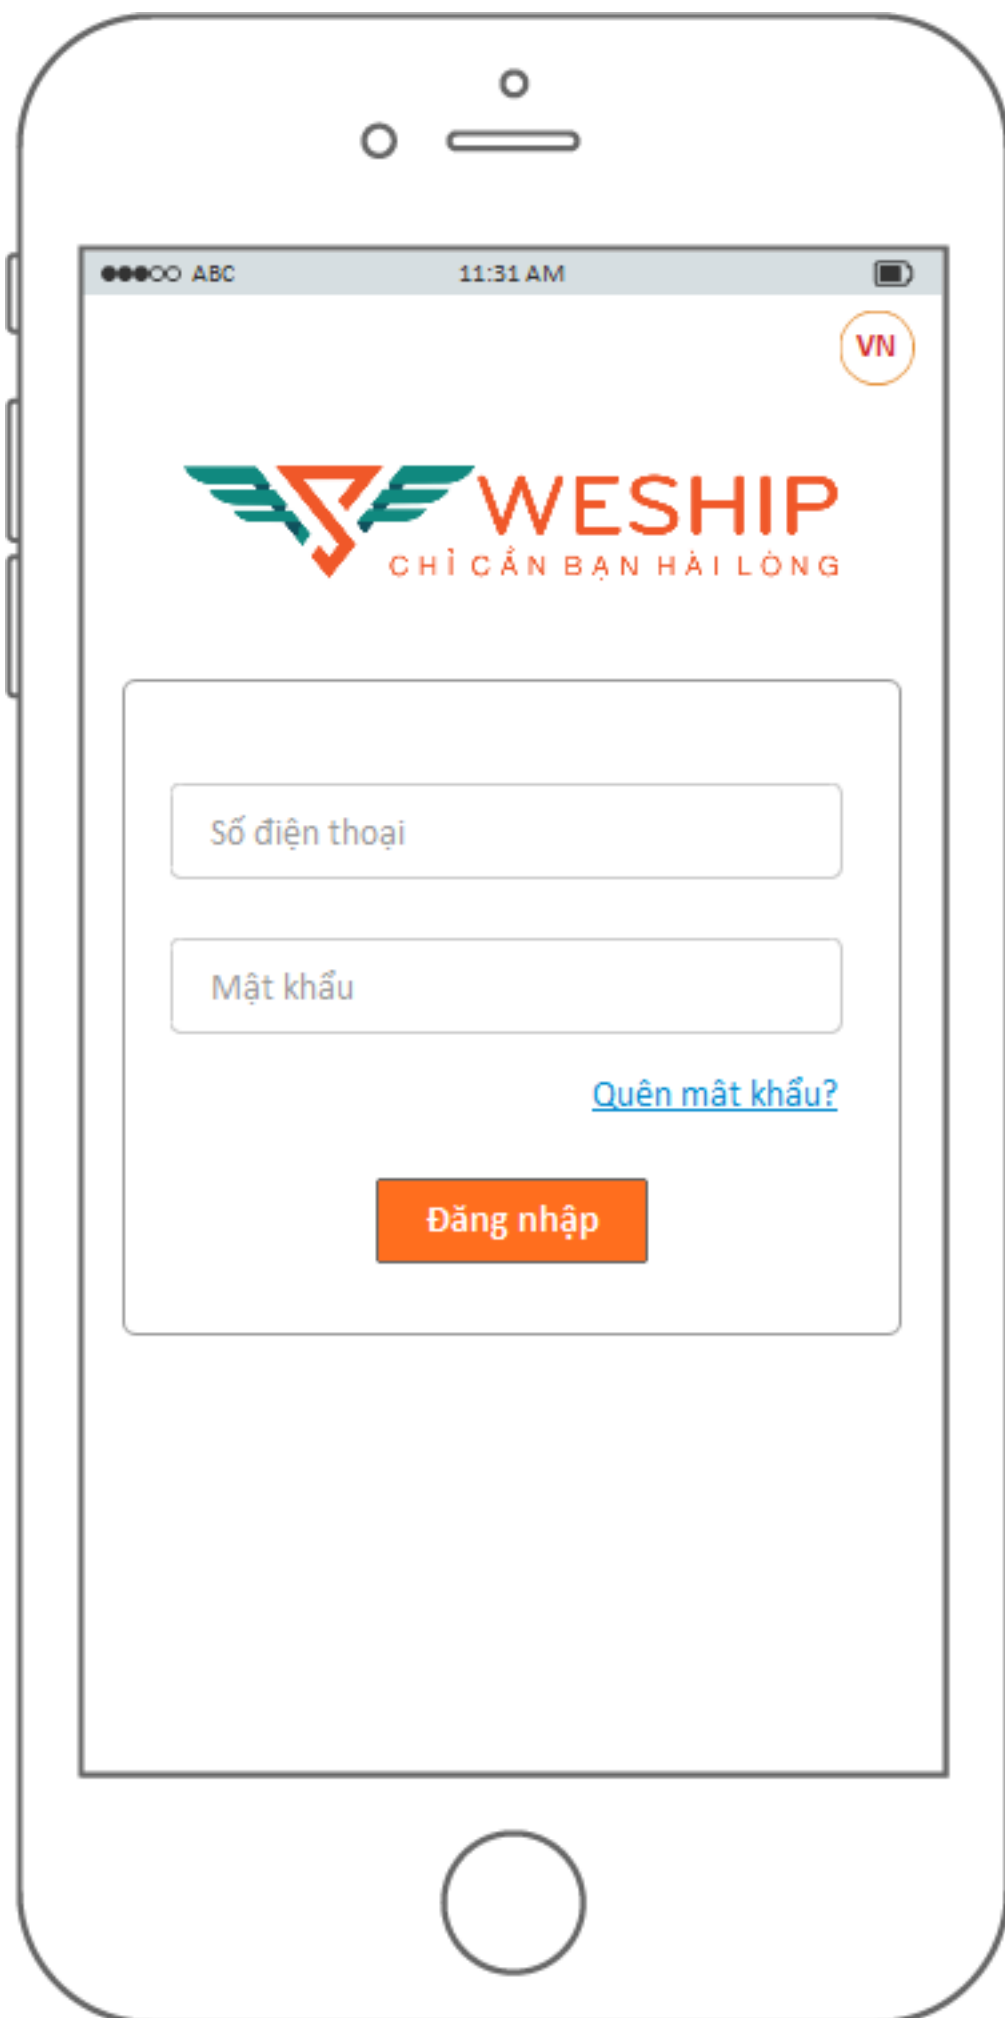 ABC 11:31 AM
VN
WESHIP
CHỈ CẦN BẠN HÀI LÒNG
Số điện thoại
Mật khẩu
Quên mât khẩu?
Đăng nhập